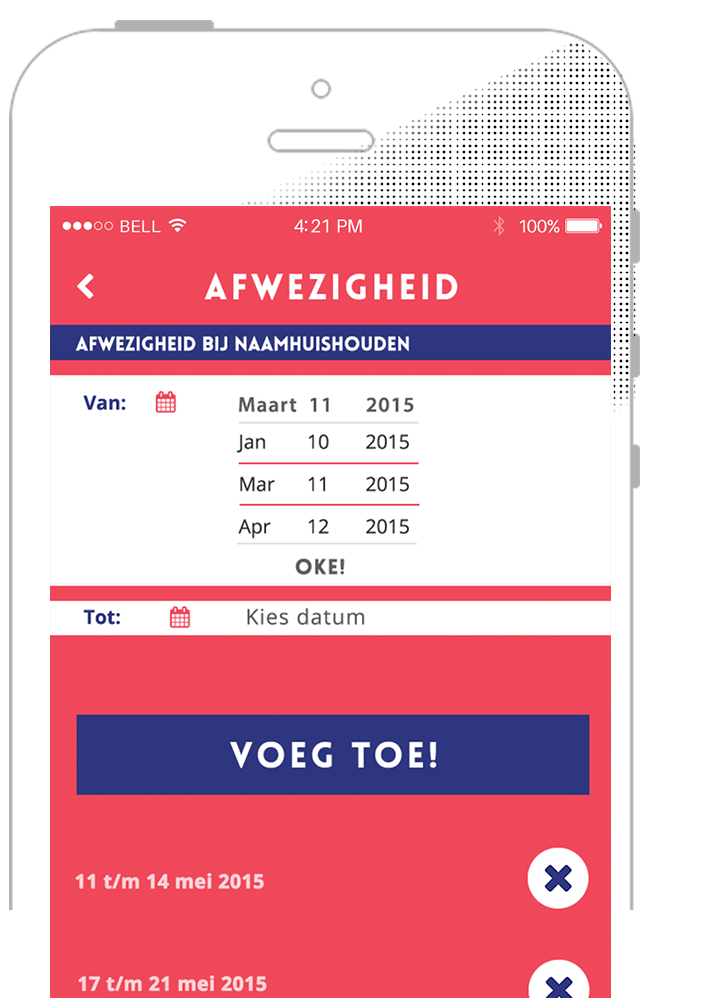 BELL 4:21 PM 100%
AFWEZIGHEID
AFWEZIGHEID BIJ NAAMHUISHOUDEN
Van: Maart 11 2015
Jan 10 2015
Mar 11 2015
Apr 12 2015
OKE!
Tot: Kies datum
VOEG TOE!
11 t/m 14 mei 2015
17 t/m 21 mei 2015